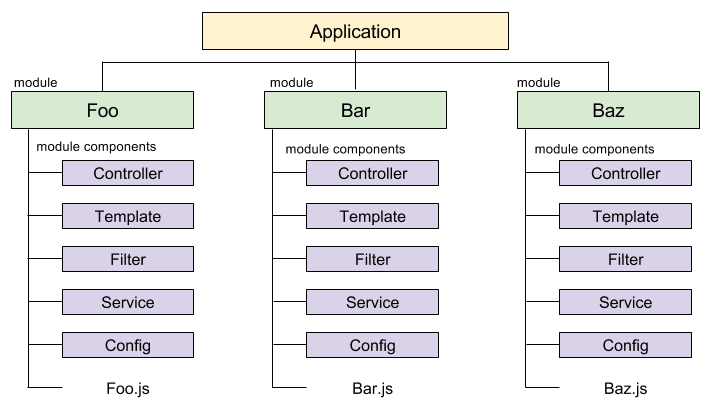 Application
module
Foo
module components
Controller
Template
Filter
Service
Config
Foo.js
module
Bar
module components
Controller
Template
Filter
Service
Config
Bar.js
module
Baz
module components
Controller
Template
Filter
Service
Config
Baz.js